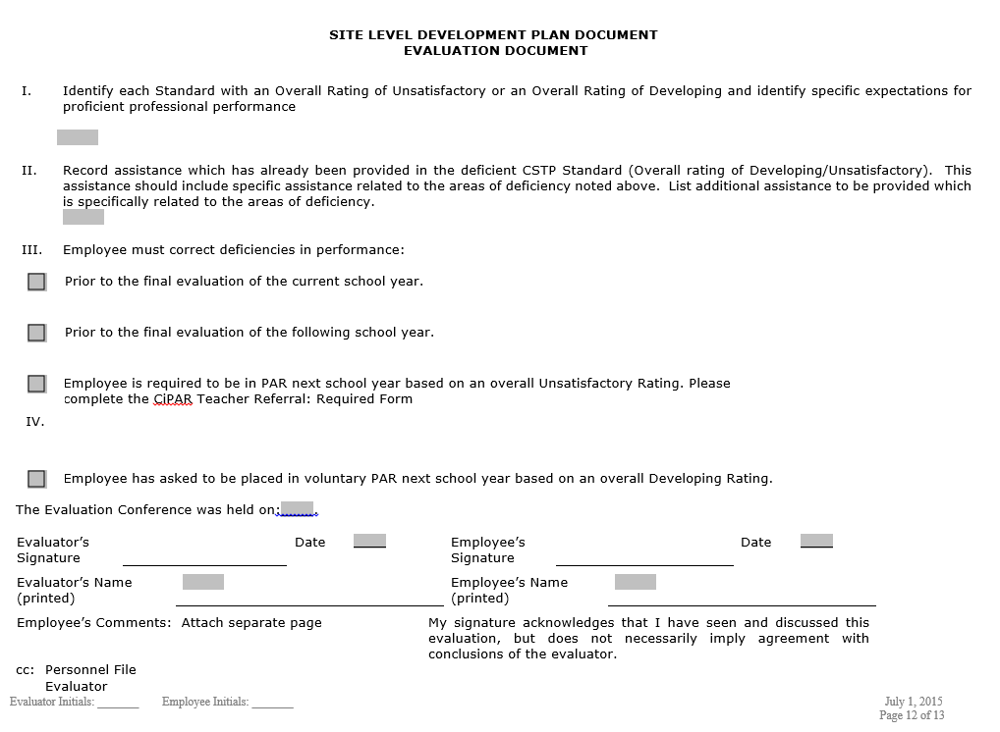 SITE LEVEL DEVELOPMENT PLAN DOCUMENT
EVALUATION DOCUMENT
I. Identify each Standard with an Overall Rating of Unsatisfactory or an Overall Rating of Developing and identify specific expectations for
proficient professional performance
II. Record assistance which has already been provided in the deficient CSTP Standard (Overall rating of Developing/Unsatisfactory). This
assistance should include specific assistance related to the areas of deficiency noted above. List additional assistance to be provided which
is specifically related to the areas of deficiency.
III. Employee must correct deficiencies in performance:
Prior to the final evaluation of the current school year.
Prior to the final evaluation of the following school year.
Employee is required to be in PAR next school year based on an overall Unsatisfactory Rating. Please
complete the CiPAR Teacher Referral: Required Form
IV.
Employee has asked to be placed in voluntary PAR next school year based on an overall Developing Rating.
The Evaluation Conference was held on: .
Evaluator's Date Employee's Date
Signature ____ Signature ____
Evaluator's Name Employee's Name
(printed) ____ (printed) ____
Employee's Comments: Attach separate page My signature acknowledges that I have seen and discussed this
evaluation, but does not necessarily imply agreement with
conclusions of the evaluator.
cc: Personnel File
Evaluator
Evaluator Initials: _______ Employee Initials: _______ July 1, 2015
Page 12 of 13